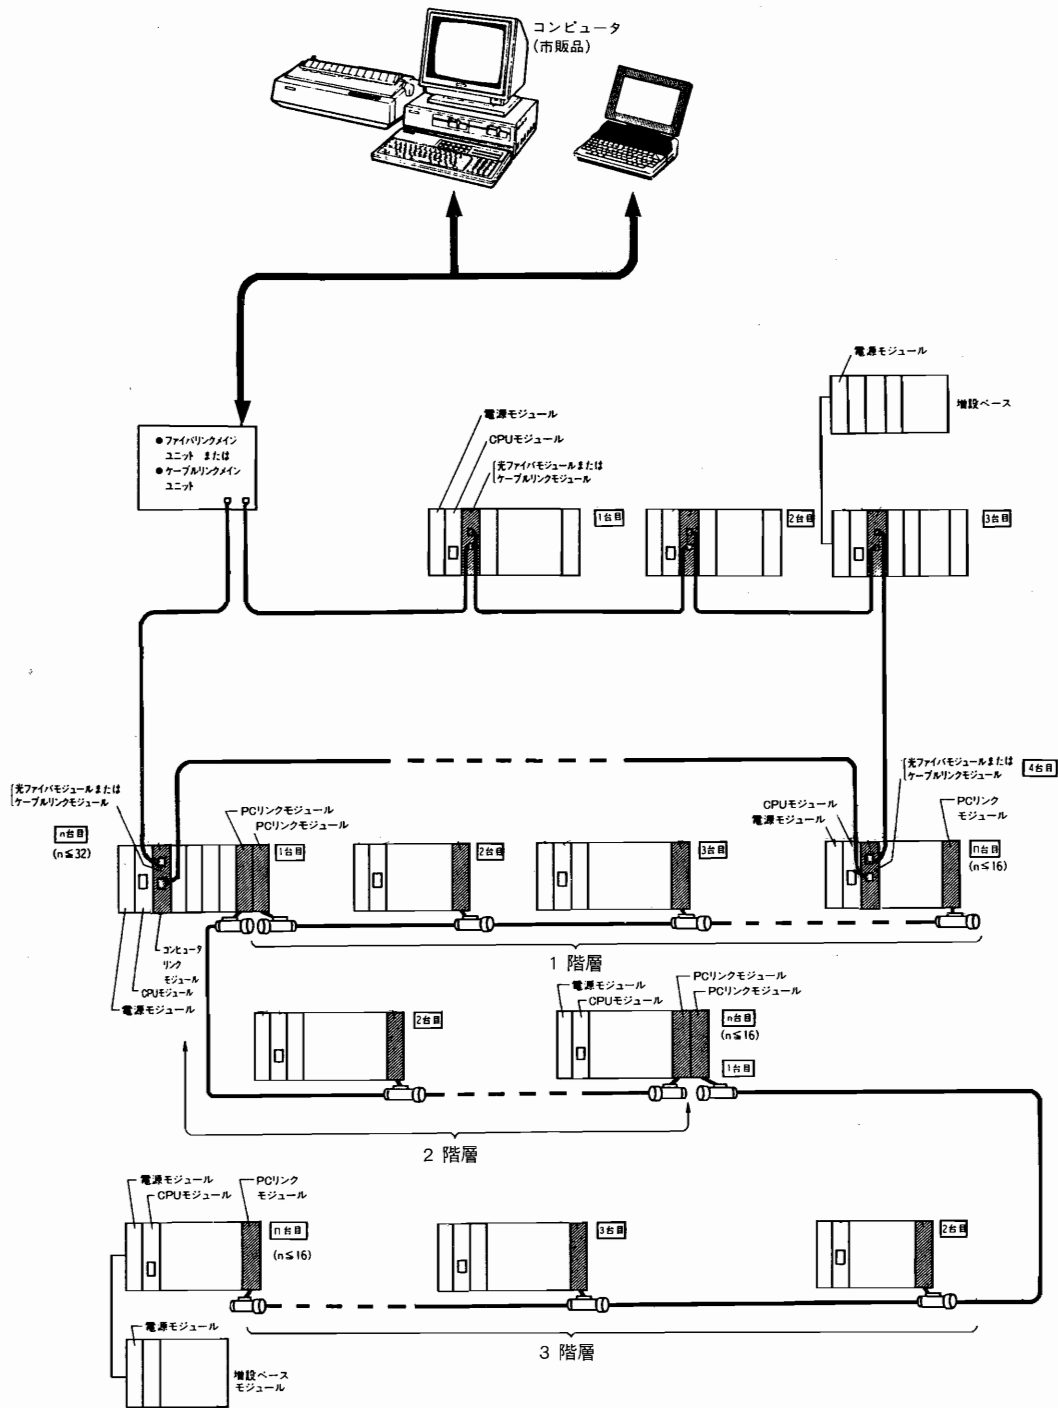 コンピュータ
(市販品)
電源モジュール
増設ベース
●ファイバリンクメイン
ユニット または
●ケーブルリンクメイン
ユニット
電源モジュール
CPUモジュール
光ファイバモジュールまたは
ケーブルリンクモジュール
1台目
2台目
3台目
光ファイバモジュールまたは
ケーブルリンクモジュール
n台目
(n≦32)
PCリンクモジュール
PCリンクモジュール
1台目
2台目
3台目
光ファイバモジュールまたは
ケーブルリンクモジュール
4台目
CPUモジュール
電源モジュール
PCリンク
モジュール
n台目
(n≦16)
コンピュータ
リンク
モジュール
CPUモジュール
電源モジュール
1 階層
2台目
電源モジュール
CPUモジュール
PCリンクモジュール
PCリンクモジュール
n台目
(n≦16)
1台目
2 階層
電源モジュール
CPUモジュール
PCリンク
モジュール
n台目
(n≦16)
3台目
2台目
3 階層
電源モジュール
増設ベース
モジュール